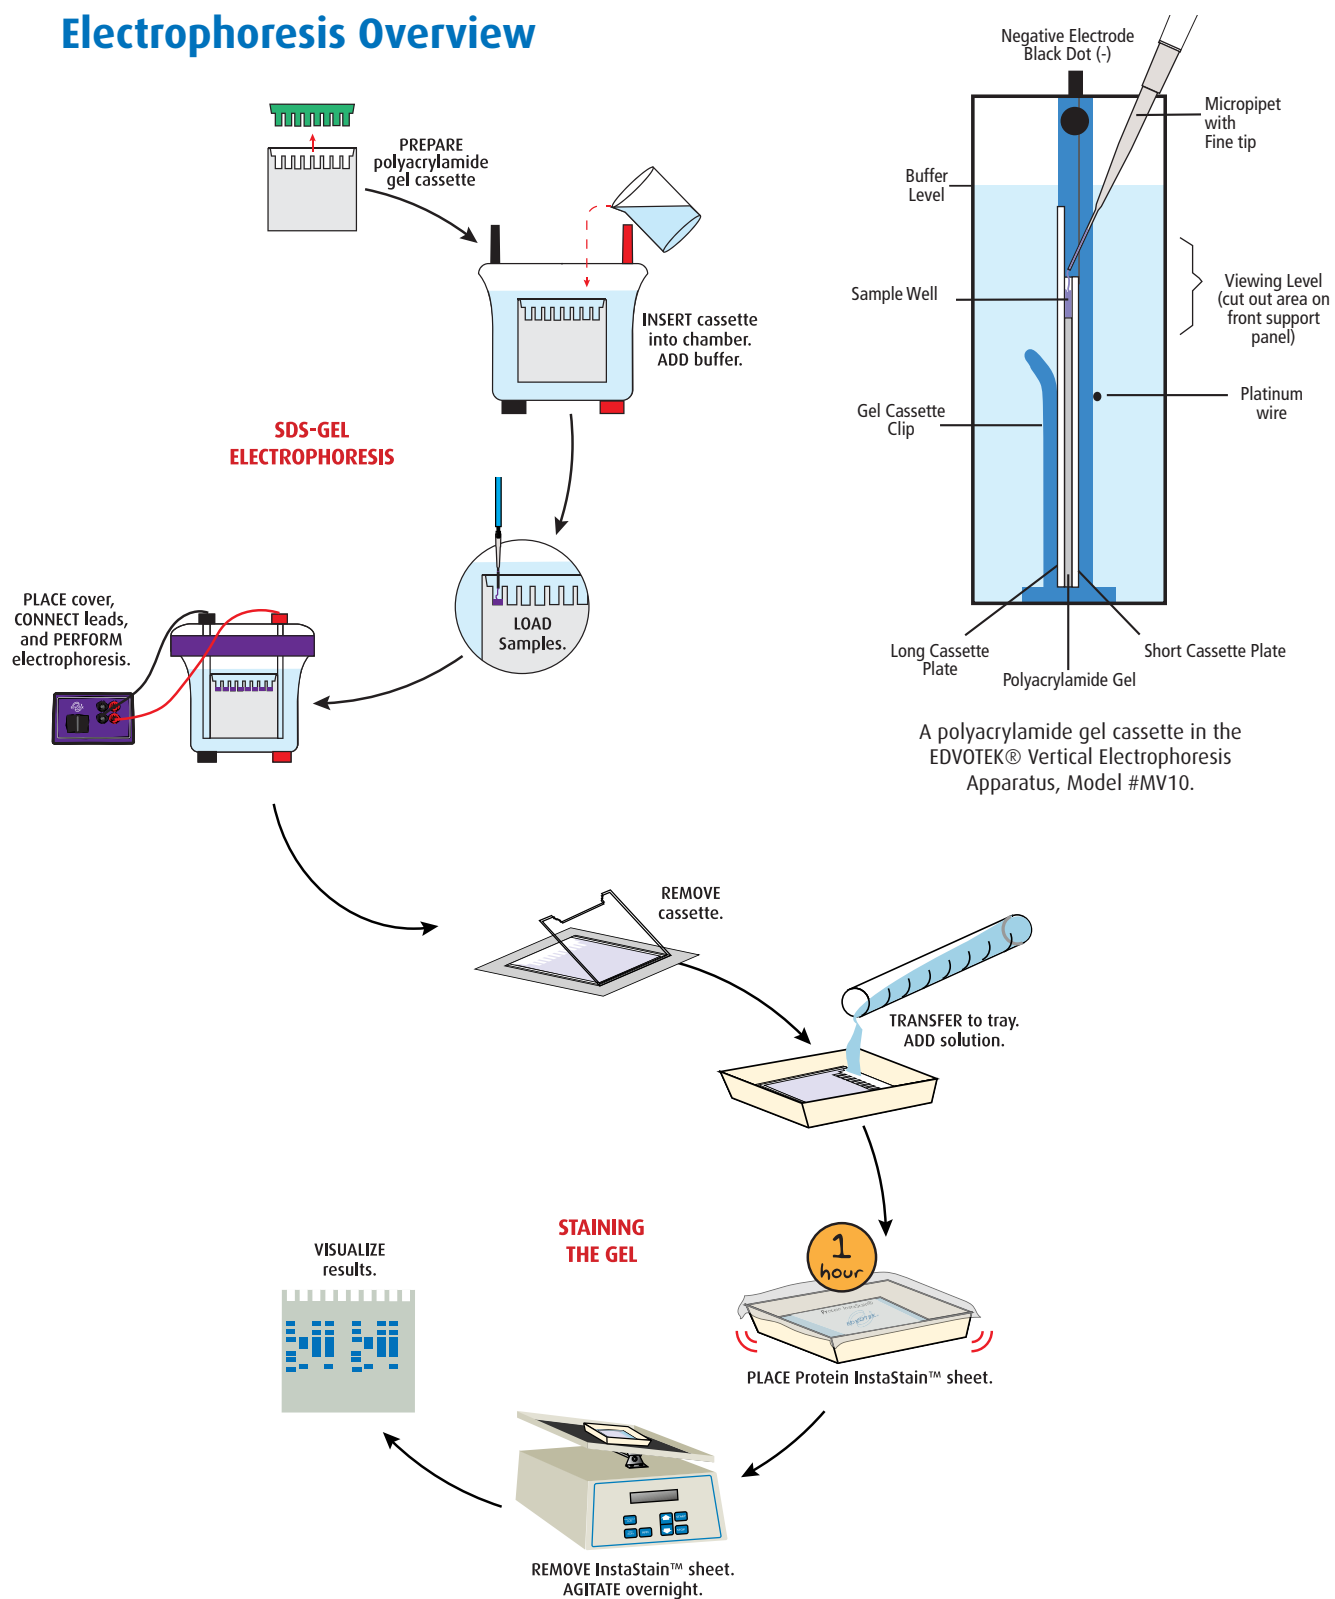 Electrophoresis Overview
PREPARE
polyacrylamide
gel cassette
INSERT cassette
into chamber.
ADD buffer.
SDS-GEL
ELECTROPHORESIS
LOAD
Samples.
PLACE cover,
CONNECT leads,
and PERFORM
electrophoresis.
Negative Electrode
Black Dot (-)
Micropipet
with
Fine tip
Buffer
Level
Sample Well
Viewing Level
(cut out area on
front support
panel)
Gel Cassette
Clip
Platinum
wire
Long Cassette
Plate
Polyacrylamide Gel
Short Cassette Plate
A polyacrylamide gel cassette in the
EDVOTEK® Vertical Electrophoresis
Apparatus, Model #MV10.
REMOVE
cassette.
TRANSFER to tray.
ADD solution.
STAINING
THE GEL
1
hour
PLACE Protein InstaStain™ sheet.
REMOVE InstaStain™ sheet.
AGITATE overnight.
VISUALIZE
results.